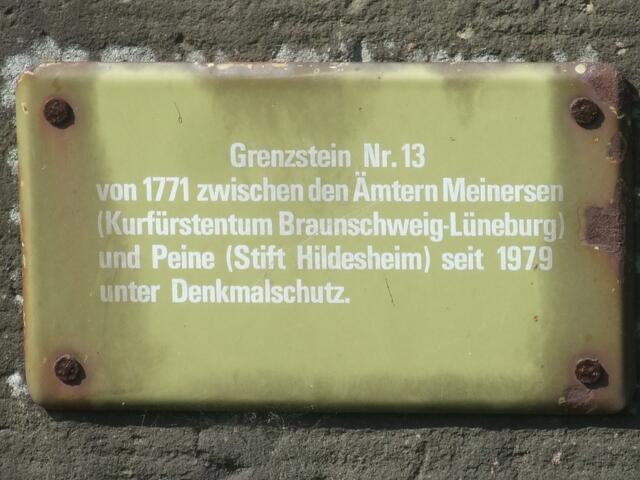 Grenzstein Nr. 13
von 1771 zwischen den Ämtern Meinersen
(Kurfürstentum Braunschweig-Lüneburg)
und Peine (Stift Hildesheim) seit 1979
unter Denkmalschutz.